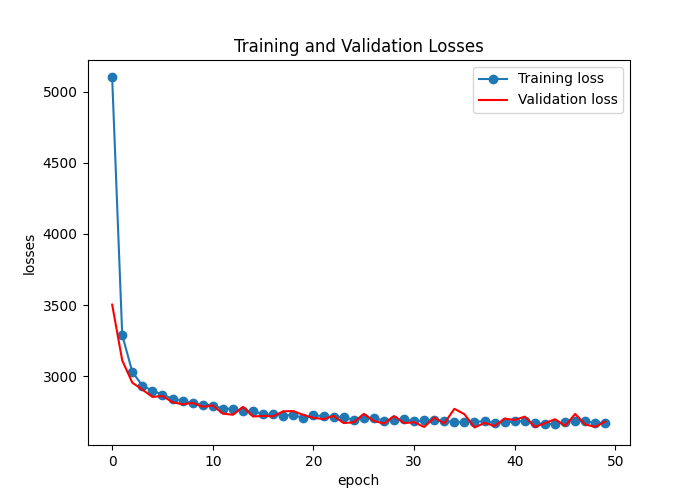 Training and Validation Losses
Training loss
Validation loss
losses
5000
4500
4000
3500
3000
0
10
20
30
40
50
epoch